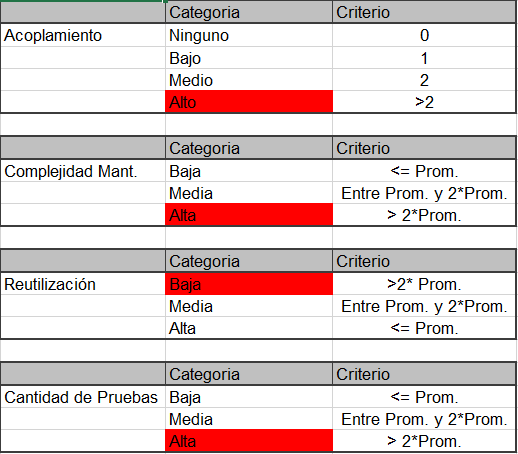 Categoria Criterio
Acoplamiento Ninguno 0
Bajo 1
Medio 2
Alto >2
Categoria Criterio
Complejidad Mant. Baja <= Prom.
Media Entre Prom. y 2*Prom.
Alta > 2*Prom.
Categoria Criterio
Reutilización Baja >2* Prom.
Media Entre Prom. y 2*Prom.
Alta <= Prom.
Categoria Criterio
Cantidad de Pruebas Baja <= Prom.
Media Entre Prom. y 2*Prom.
Alta > 2*Prom.